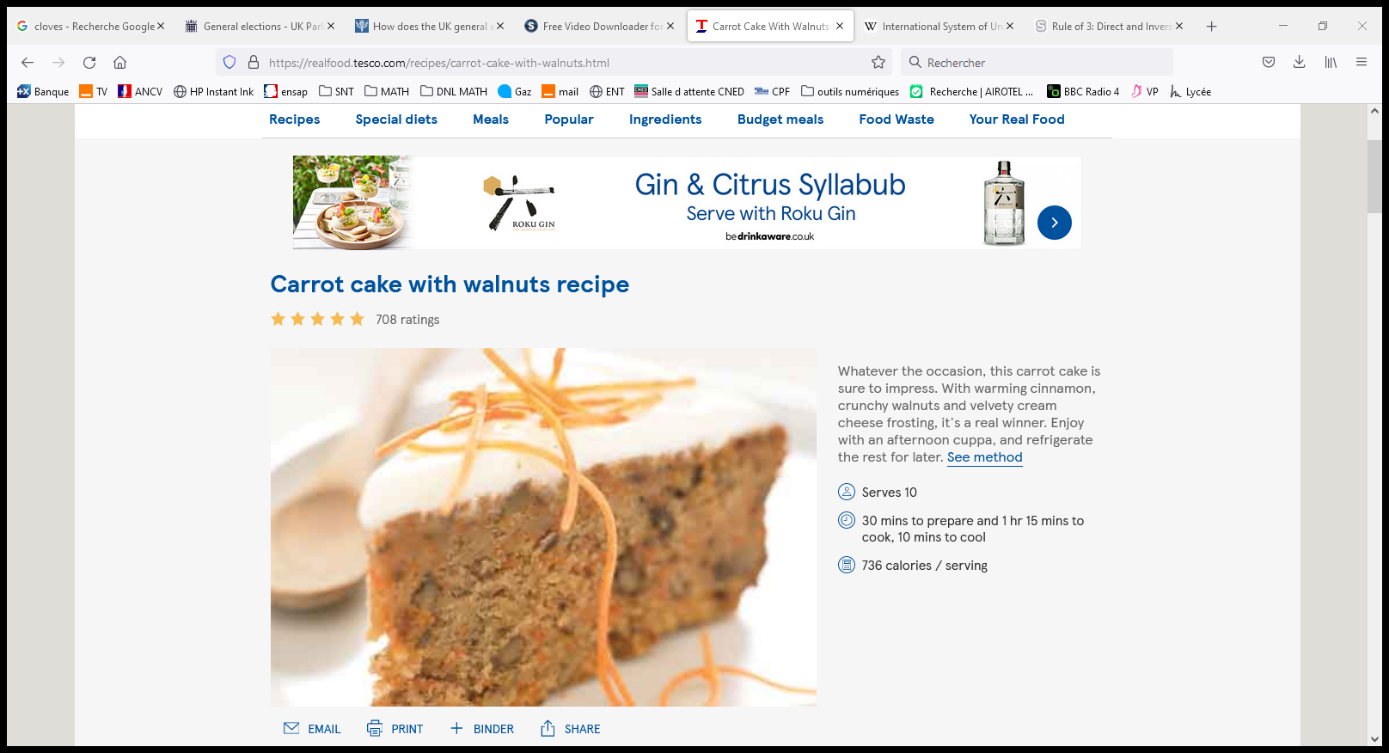 cloves - Recherche Google
General elections - UK Parl
How does the UK general e
Free Video Downloader for
Carrot Cake With Walnuts
International System of Un
Rule of 3: Direct and Invers
https://realfood.tesco.com/recipes/carrot-cake-with-walnuts.html
Rechercher
Banque TV ANCV HP Instant Ink ensap SNT MATH DNL MATH Gaz mail ENT Salle d attente CNED CPF outils numériques Recherche | AIROTEL ... BBC Radio 4 VP Lycée
Recipes Special diets Meals Popular Ingredients Budget meals Food Waste Your Real Food
六
ROKU GIN
Gin & Citrus Syllabub
Serve with Roku Gin
bedrinkaware.co.uk
六
Carrot cake with walnuts recipe
708 ratings
Whatever the occasion, this carrot cake is
sure to impress. With warming cinnamon,
crunchy walnuts and velvety cream
cheese frosting, it's a real winner. Enjoy
with an afternoon cuppa, and refrigerate
the rest for later. See method
Serves 10
30 mins to prepare and 1 hr 15 mins to
cook, 10 mins to cool
736 calories / serving
EMAIL PRINT BINDER SHARE